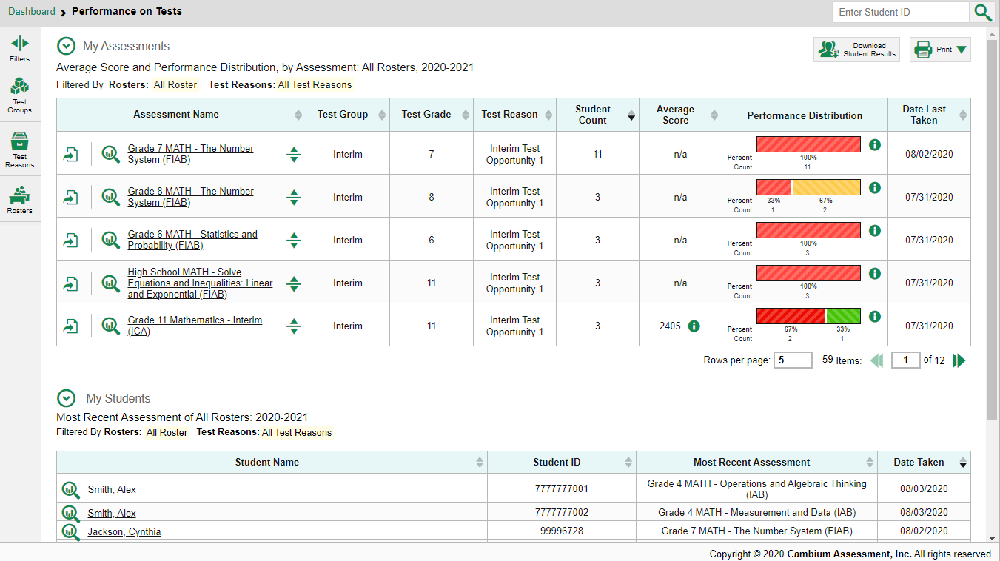 Dashboard > Performance on Tests
Enter Student ID
Filters
Test
Groups
Test
Reasons
Rosters
My Assessments
Download
Student Results
Print
Average Score and Performance Distribution, by Assessment: All Rosters, 2020-2021
Filtered By Rosters: All Roster Test Reasons: All Test Reasons
Assessment Name
Test Group
Test Grade
Test Reason
Student
Count
Average
Score
Performance Distribution
Date Last
Taken
Grade 7 MATH - The Number
System (FIAB)
Interim
7
Interim Test
Opportunity 1
11
n/a
Percent 100%
Count 11
08/02/2020
Grade 8 MATH - The Number
System (FIAB)
Interim
8
Interim Test
Opportunity 1
3
n/a
Percent 33% 67%
Count 1 2
07/31/2020
Grade 6 MATH - Statistics and
Probability (FIAB)
Interim
6
Interim Test
Opportunity 1
3
n/a
Percent 100%
Count 3
07/31/2020
High School MATH - Solve
Equations and Inequalities: Linear
and Exponential (FIAB)
Interim
11
Interim Test
Opportunity 1
3
n/a
Percent 100%
Count 3
07/31/2020
Grade 11 Mathematics - Interim
(ICA)
Interim
11
Interim Test
Opportunity 1
3
2405
Percent 67% 33%
Count 2 1
07/31/2020
Rows per page: 5 59 Items: 1 of 12
My Students
Most Recent Assessment of All Rosters: 2020-2021
Filtered By Rosters: All Roster Test Reasons: All Test Reasons
Student Name
Student ID
Most Recent Assessment
Date Taken
Smith, Alex
7777777001
Grade 4 MATH - Operations and Algebraic Thinking
(IAB)
08/03/2020
Smith, Alex
7777777002
Grade 4 MATH - Measurement and Data (IAB)
08/03/2020
Jackson, Cynthia
99996728
Grade 7 MATH - The Number System (FIAB)
08/02/2020
Copyright © 2020 Cambium Assessment, Inc. All rights reserved.